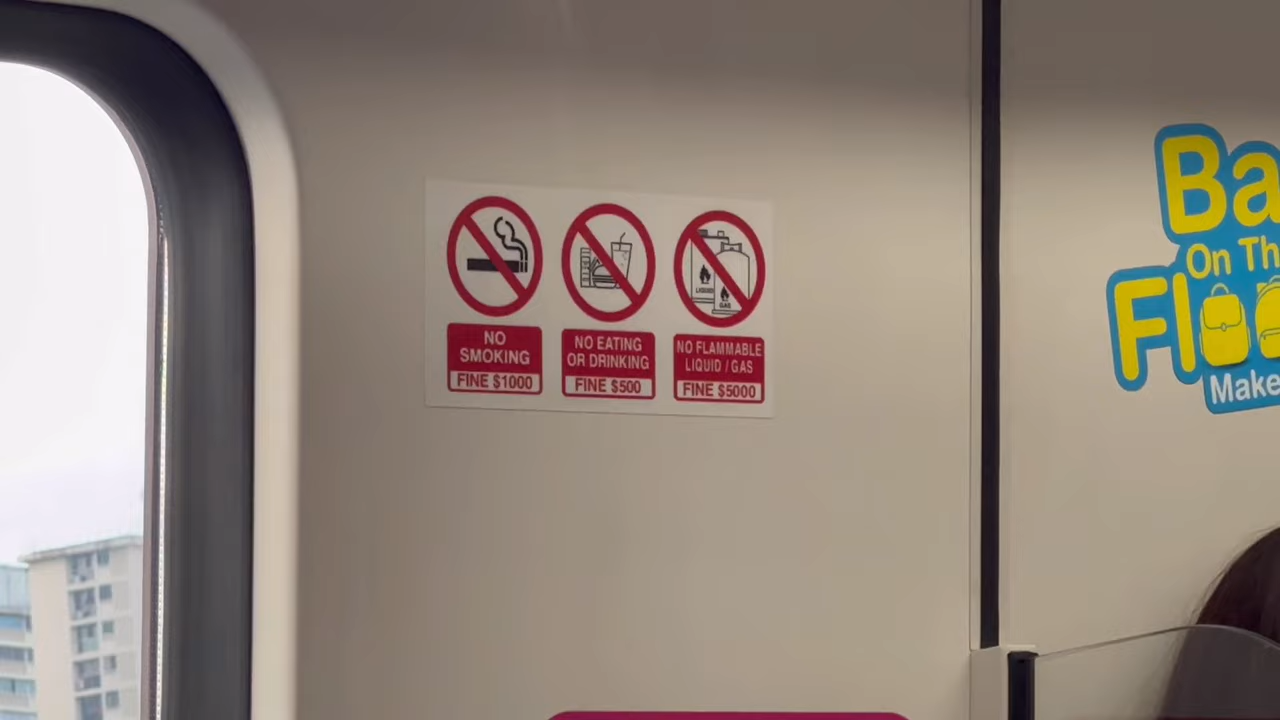 LIQUID
GAS
NO
SMOKING
FINE $1000
NO EATING
OR DRINKING
FINE $500
NO FLAMMABLE
LIQUID / GAS
FINE $5000
Ba
On Th
Flo
Make